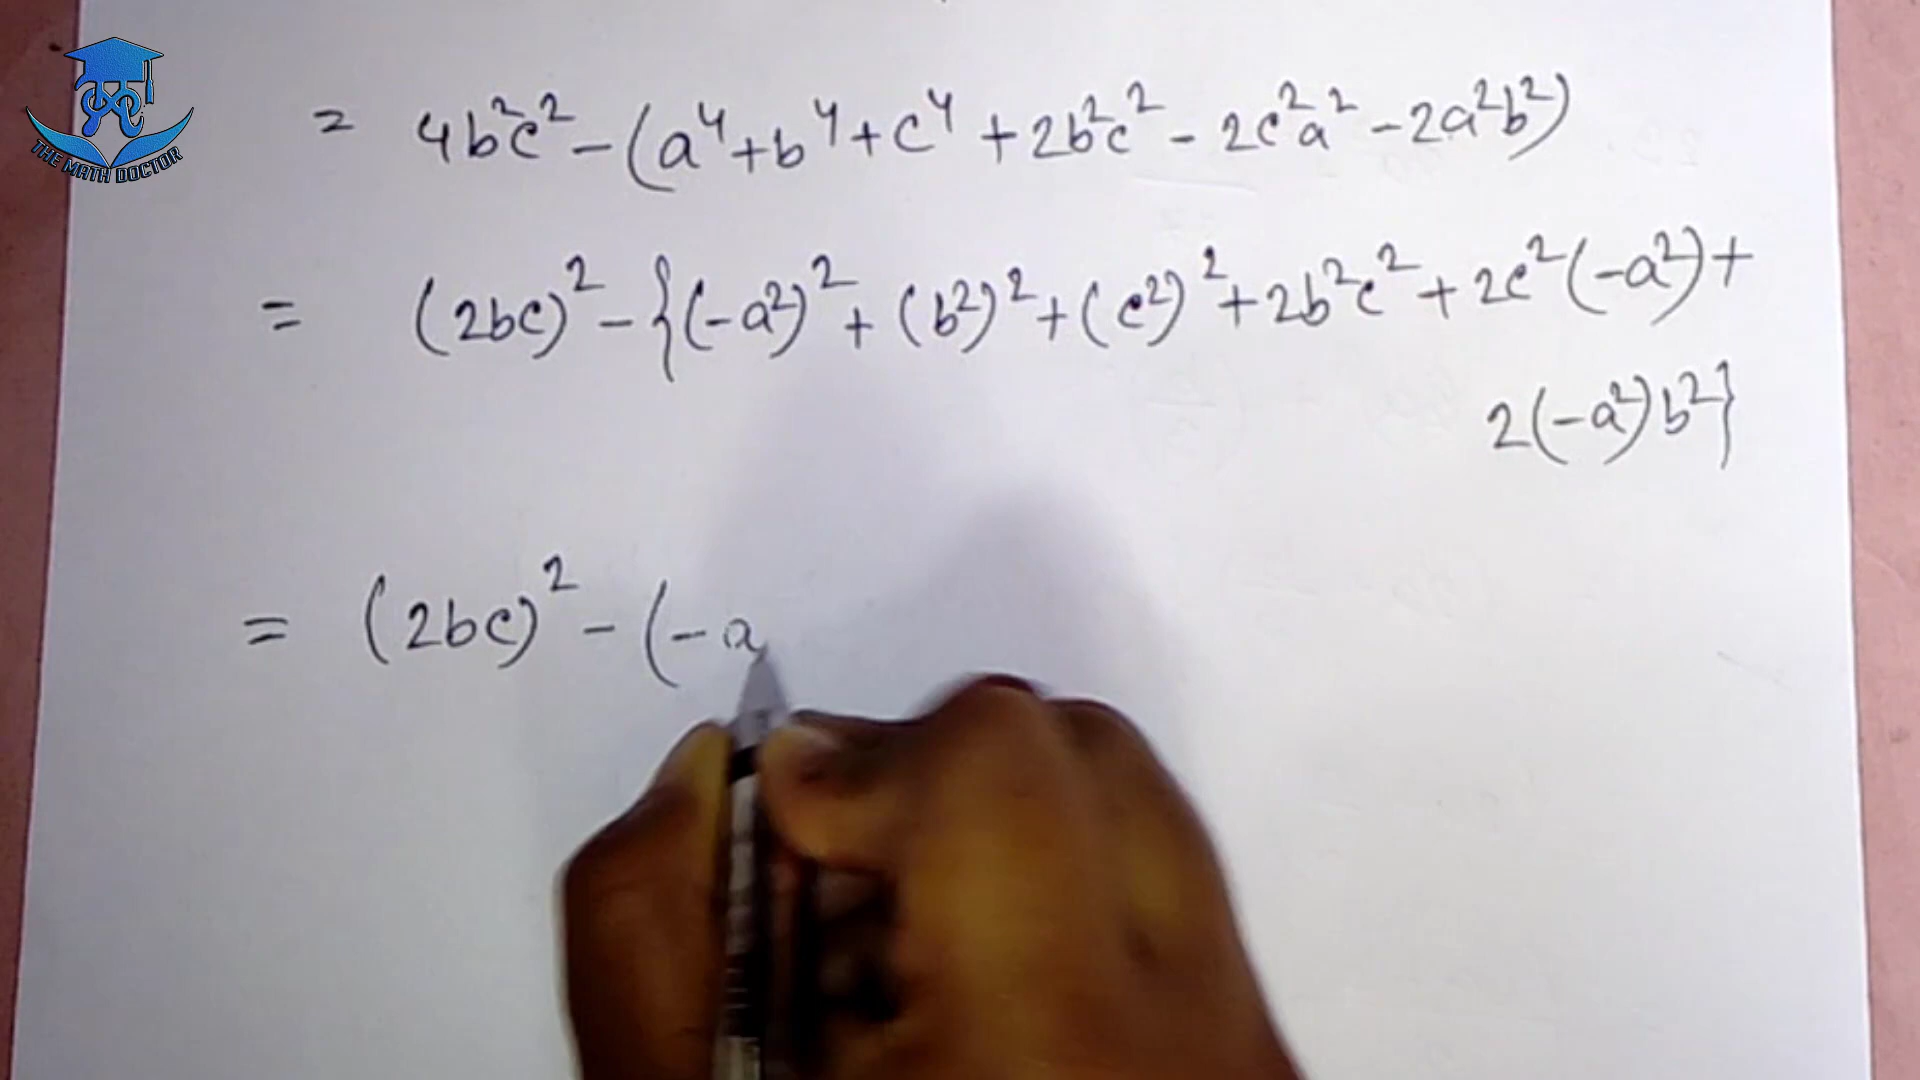 THE MATH DOCTOR
= 4b²c² - (a⁴ + b⁴ + c⁴ + 2b²c² - 2c²a² - 2a²b²)
= (2bc)² - {(-a²)² + (b²)² + (c²)² + 2b²c² + 2c²(-a²) +
2(-a²)b²}
= (2bc)² - (-a